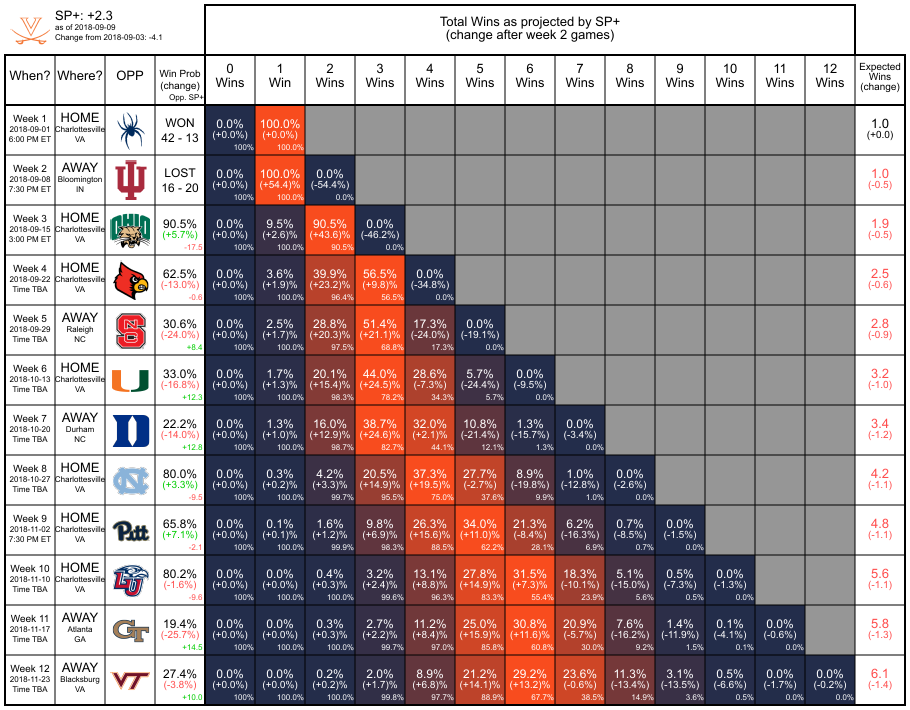 SP+: +2.3
as of 2018-09-09
Change from 2018-09-03: -4.1
Total Wins as projected by SP+
(change after week 2 games)
When? Where? OPP Win Prob (change) Opp. SP+ 0 Wins 1 Win 2 Wins 3 Wins 4 Wins 5 Wins 6 Wins 7 Wins 8 Wins 9 Wins 10 Wins 11 Wins 12 Wins Expected Wins (change)
Week 1 HOME WON 0.0% 100.0% 1.0
2018-09-01 Charlottesville 42 - 13 (+0.0%) (+0.0%) (+0.0)
6:00 PM ET VA 100% 100.0%
Week 2 AWAY LOST 0.0% 100.0% 0.0% 1.0
2018-09-08 Bloomington 16 - 20 (+0.0%) (+54.4)% (-54.4%) (-0.5)
7:30 PM ET IN 100% 100.0% 0.0%
Week 3 HOME OHIO 90.5% 0.0% 9.5% 90.5% 0.0% 1.9
2018-09-15 Charlottesville (+5.7%) (+0.0%) (+2.6)% (+43.6)% (-46.2%) (-0.5)
3:00 PM ET VA -17.5 100% 100.0% 90.5% 0.0%
Week 4 HOME 62.5% 0.0% 3.6% 39.9% 56.5% 0.0% 2.5
2018-09-22 Charlottesville (-13.0%) (+0.0%) (+1.9)% (+23.2)% (+9.8)% (-34.8%) (-0.6)
Time TBA VA -0.6 100% 100.0% 96.4% 56.5% 0.0%
Week 5 AWAY 30.6% 0.0% 2.5% 28.8% 51.4% 17.3% 0.0% 2.8
2018-09-29 Raleigh (-24.0%) (+0.0%) (+1.7)% (+20.3)% (+21.1)% (-24.0)% (-19.1%) (-0.9)
Time TBA NC +8.4 100% 100.0% 97.5% 68.8% 17.3% 0.0%
Week 6 HOME 33.0% 0.0% 1.7% 20.1% 44.0% 28.6% 5.7% 0.0% 3.2
2018-10-13 Charlottesville (-16.8%) (+0.0%) (+1.3)% (+15.4)% (+24.5)% (-7.3)% (-24.4)% (-9.5%) (-1.0)
Time TBA VA +12.3 100% 100.0% 98.3% 78.2% 34.3% 5.7% 0.0%
Week 7 AWAY D 22.2% 0.0% 1.3% 16.0% 38.7% 32.0% 10.8% 1.3% 0.0% 3.4
2018-10-20 Durham (-14.0%) (+0.0%) (+1.0)% (+12.9)% (+24.6)% (+2.1)% (-21.4)% (-15.7)% (-3.4%) (-1.2)
Time TBA NC +12.8 100% 100.0% 98.7% 82.7% 44.1% 12.1% 1.3% 0.0%
Week 8 HOME NC 80.0% 0.0% 0.3% 4.2% 20.5% 37.3% 27.7% 8.9% 1.0% 0.0% 4.2
2018-10-27 Charlottesville (+3.3%) (+0.0%) (+0.2)% (+3.3)% (+14.9)% (+19.5)% (-2.7)% (-19.8)% (-12.8)% (-2.6%) (-1.1)
Time TBA VA -9.5 100% 100.0% 99.7% 95.5% 75.0% 37.6% 9.9% 1.0% 0.0%
Week 9 HOME Pitt 65.8% 0.0% 0.1% 1.6% 9.8% 26.3% 34.0% 21.3% 6.2% 0.7% 0.0% 4.8
2018-11-02 Charlottesville (+7.1%) (+0.0%) (+0.1)% (+1.2)% (+6.9)% (+15.6)% (+11.0)% (-8.4)% (-16.3)% (-8.5)% (-1.5%) (-1.1)
7:30 PM ET VA -2.1 100% 100.0% 99.9% 98.3% 88.5% 62.2% 28.1% 6.9% 0.7% 0.0%
Week 10 HOME LU 80.2% 0.0% 0.0% 0.4% 3.2% 13.1% 27.8% 31.5% 18.3% 5.1% 0.5% 0.0% 5.6
2018-11-10 Charlottesville (-1.6%) (+0.0%) (+0.0)% (+0.3)% (+2.4)% (+8.8)% (+14.9)% (+7.3)% (-10.1)% (-15.0)% (-7.3)% (-1.3%) (-1.1)
Time TBA VA -9.6 100% 100.0% 100.0% 99.6% 96.3% 83.3% 55.4% 23.9% 5.6% 0.5% 0.0%
Week 11 AWAY GT 19.4% 0.0% 0.0% 0.3% 2.7% 11.2% 25.0% 30.8% 20.9% 7.6% 1.4% 0.1% 0.0% 5.8
2018-11-17 Atlanta (-25.7%) (+0.0%) (+0.0)% (+0.3)% (+2.2)% (+8.4)% (+15.9)% (+11.6)% (-5.7)% (-16.2)% (-11.9)% (-4.1)% (-0.6%) (-1.3)
Time TBA GA +14.5 100% 100.0% 100.0% 99.7% 97.0% 85.8% 60.8% 30.0% 9.2% 1.5% 0.1% 0.0%
Week 12 AWAY VT 27.4% 0.0% 0.0% 0.2% 2.0% 8.9% 21.2% 29.2% 23.6% 11.3% 3.1% 0.5% 0.0% 0.0% 6.1
2018-11-23 Blacksburg (-3.8%) (+0.0%) (+0.0)% (+0.2)% (+1.7)% (+6.8)% (+14.1)% (+13.2)% (-0.6)% (-13.4)% (-13.5)% (-6.6)% (-1.7)% (-0.2%) (-1.4)
Time TBA VA +10.0 100% 100.0% 100.0% 99.8% 97.7% 88.9% 67.7% 38.5% 14.9% 3.6% 0.5% 0.0% 0.0%